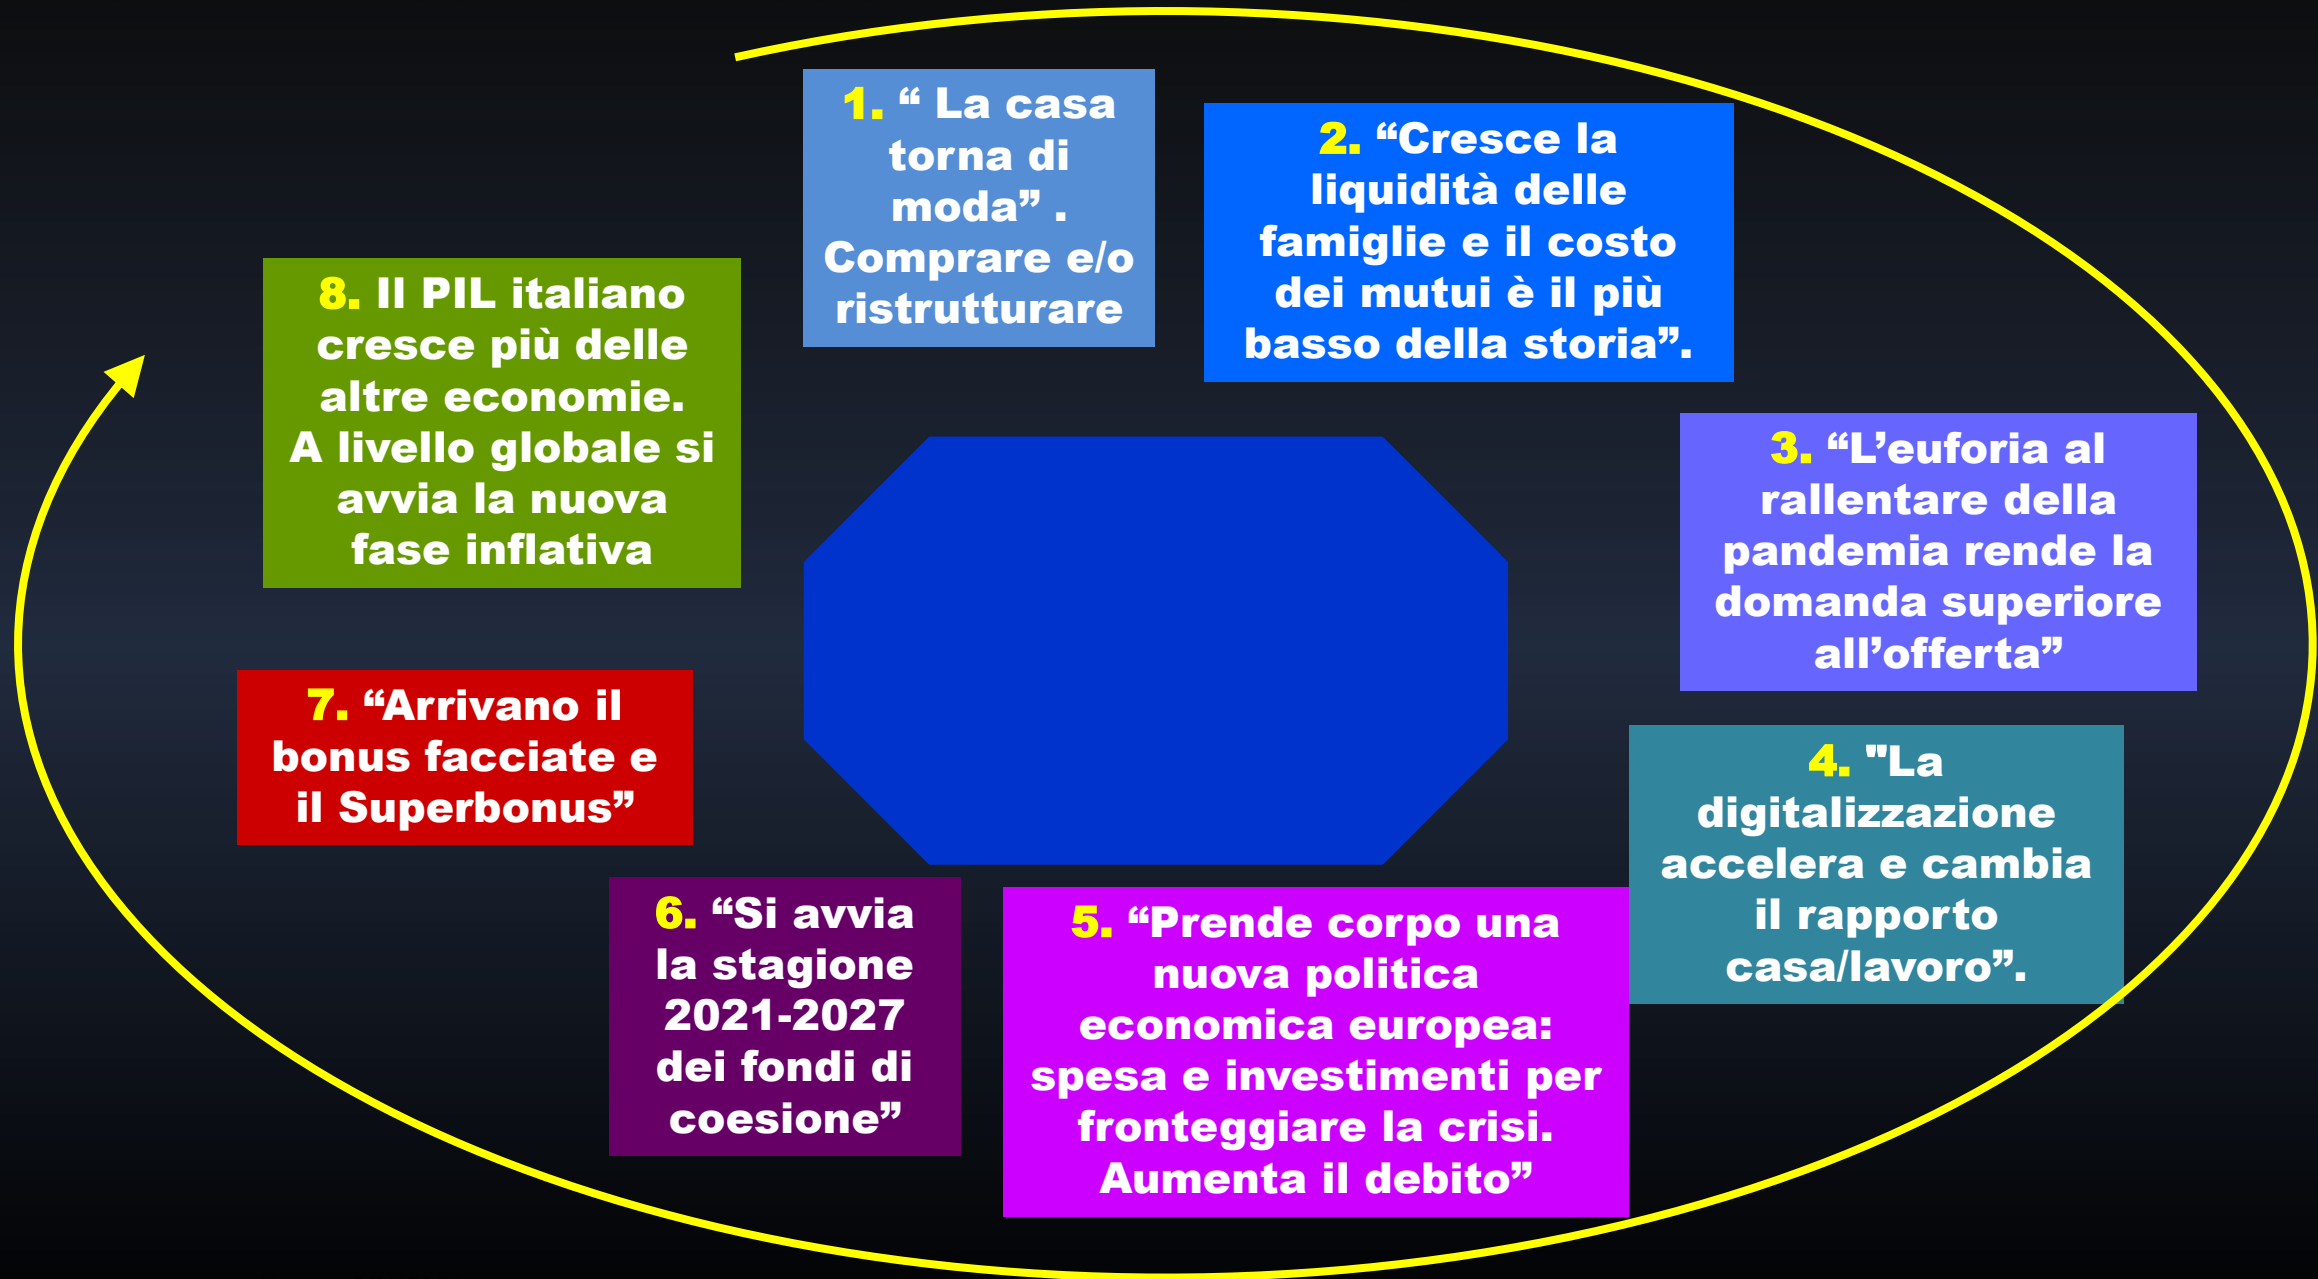 1. “ La casa
torna di
moda” .
Comprare e/o
ristrutturare
2. “Cresce la
liquidità delle
famiglie e il costo
dei mutui è il più
basso della storia”.
3. “L’euforia al
rallentare della
pandemia rende la
domanda superiore
all’offerta”
4. "La
digitalizzazione
accelera e cambia
il rapporto
casa/lavoro”.
5. “Prende corpo una
nuova politica
economica europea:
spesa e investimenti per
fronteggiare la crisi.
Aumenta il debito”
6. “Si avvia
la stagione
2021-2027
dei fondi di
coesione”
7. “Arrivano il
bonus facciate e
il Superbonus”
8. Il PIL italiano
cresce più delle
altre economie.
A livello globale si
avvia la nuova
fase inflativa